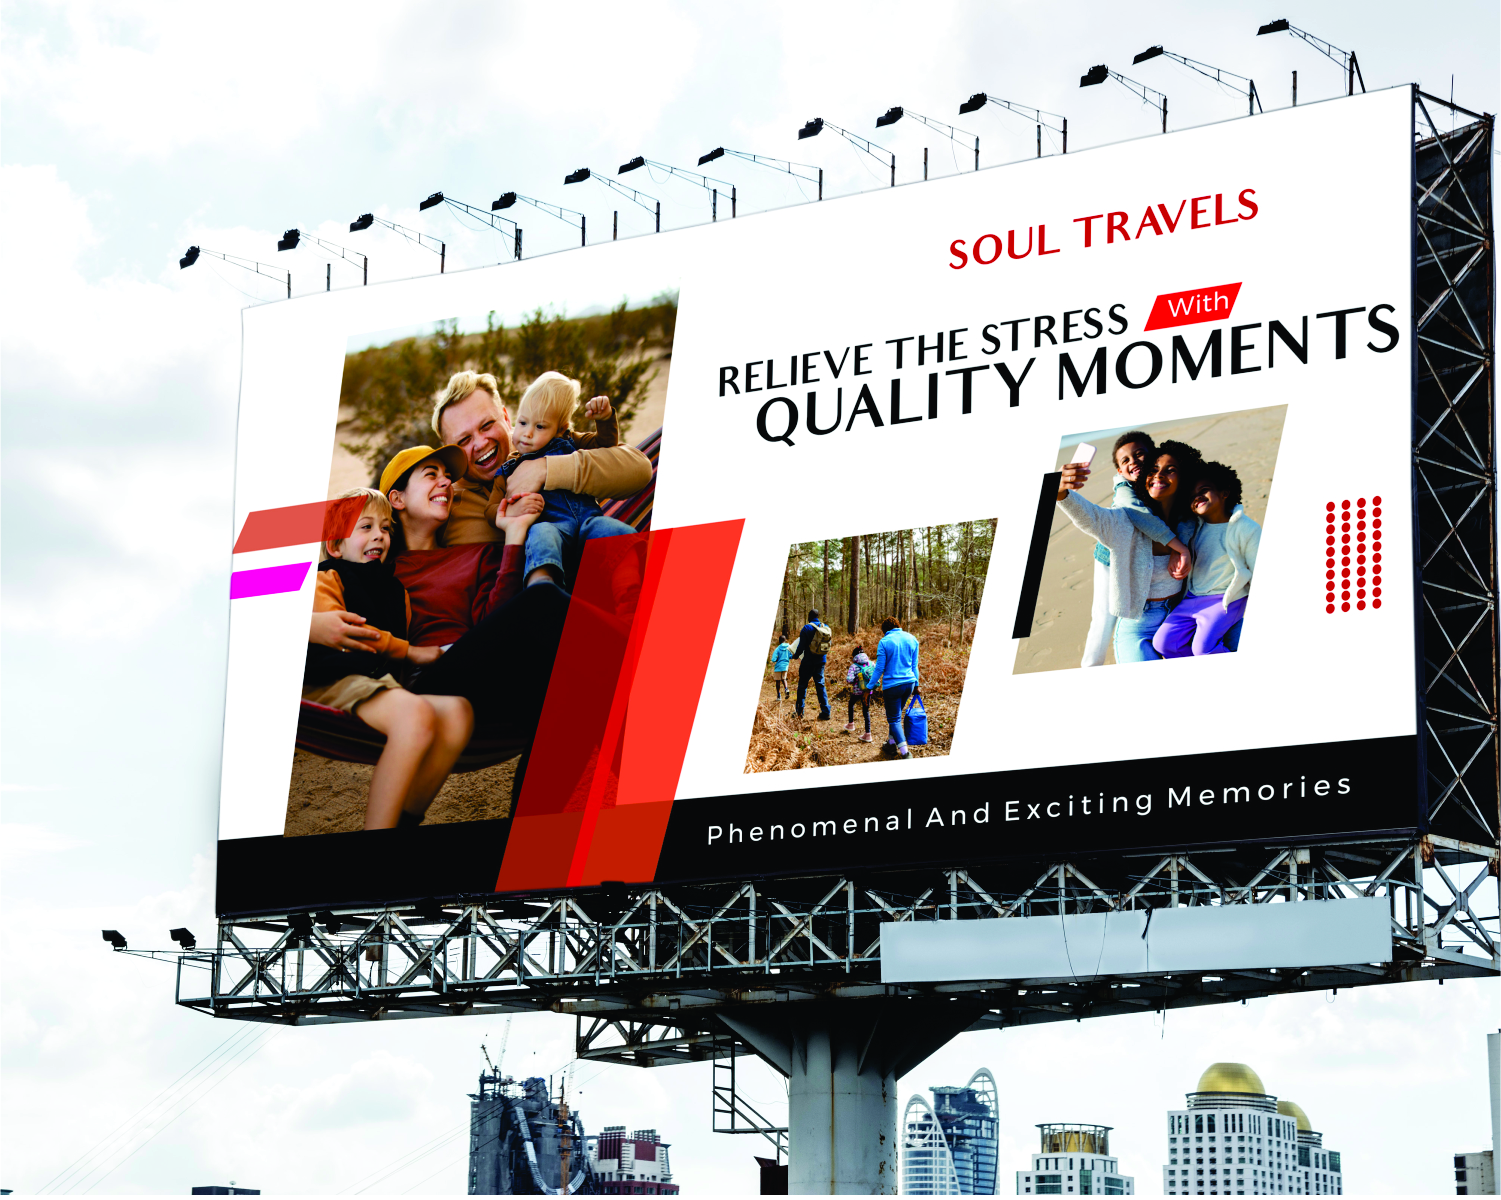 SOUL TRAVELS
RELIEVE THE STRESS With
QUALITY MOMENTS
Phenomenal And Exciting Memories